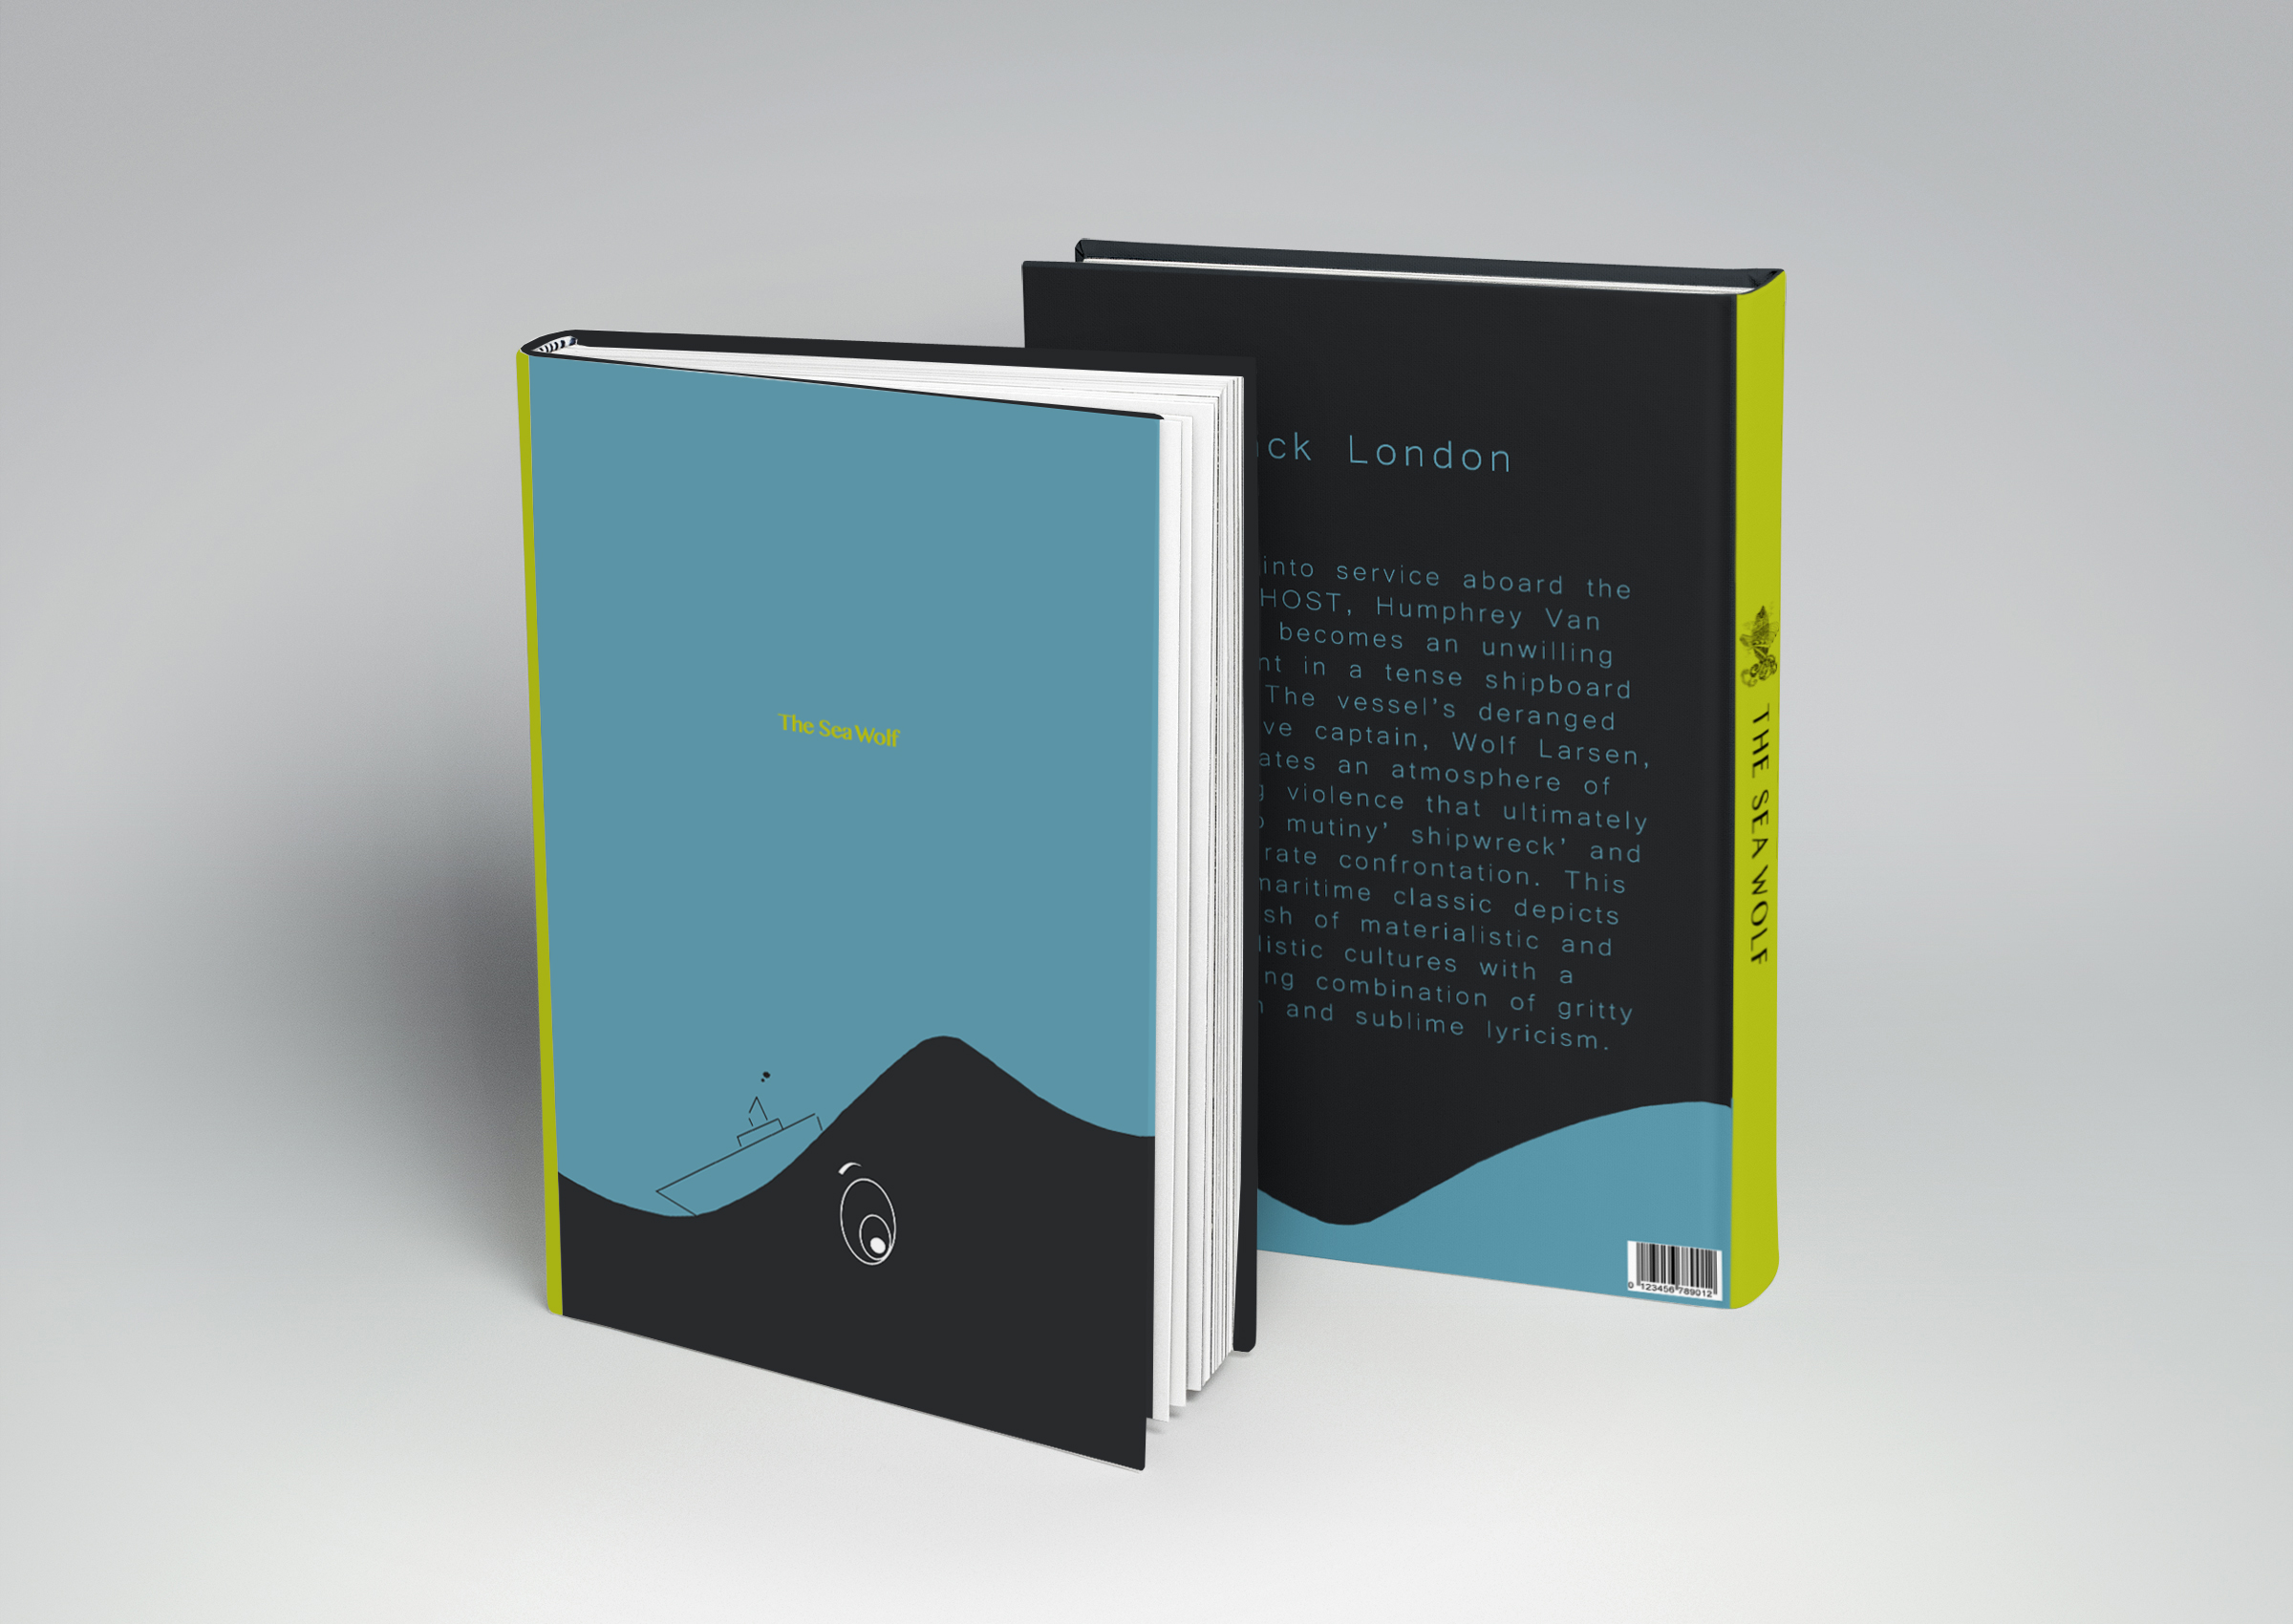 The Sea Wolf
ck London
into service aboard the
HOST, Humphrey Van
becomes an unwilling
nt in a tense shipboard
The vessel's deranged
ve captain, Wolf Larsen,
ates an atmosphere of
g violence that ultimately
mutiny' shipwreck' and
rate confrontation. This
maritime classic depicts
sh of materialistic and
listic cultures with a
ng combination of gritty
and sublime lyricism.
THE SEA WOLF
0 123456 789012